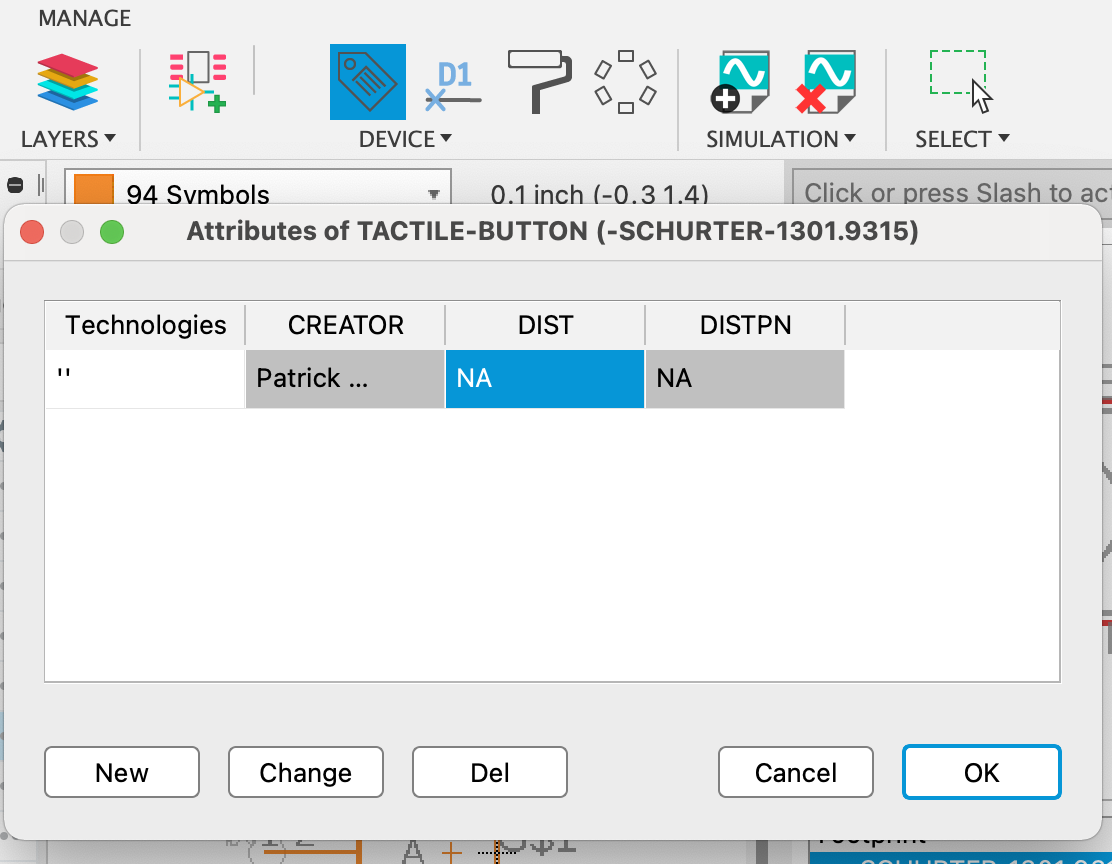 MANAGE
D1
LAYERS DEVICE SIMULATION SELECT
94 Symbols 0.1 inch (-0.3 1.4) Click or press Slash to
Attributes of TACTILE-BUTTON (-SCHURTER-1301.9315)
Technologies CREATOR DIST DISTPN
'' Patrick ... NA NA
New Change Del Cancel OK